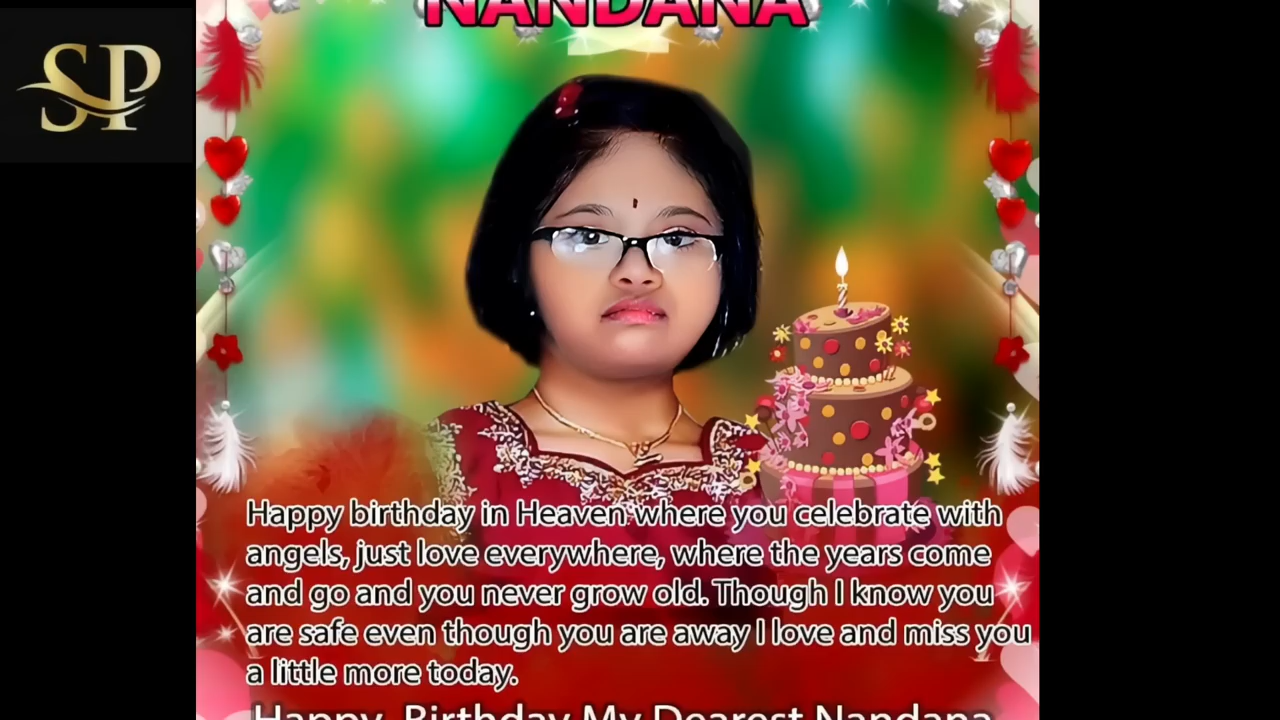 NANDANA
SP
Happy birthday in Heaven where you celebrate with
angels, just love everywhere, where the years come
and go and you never grow old. Though I know you
are safe even though you are away I love and miss you
a little more today.
Happy Birthday My Dearest Nandana